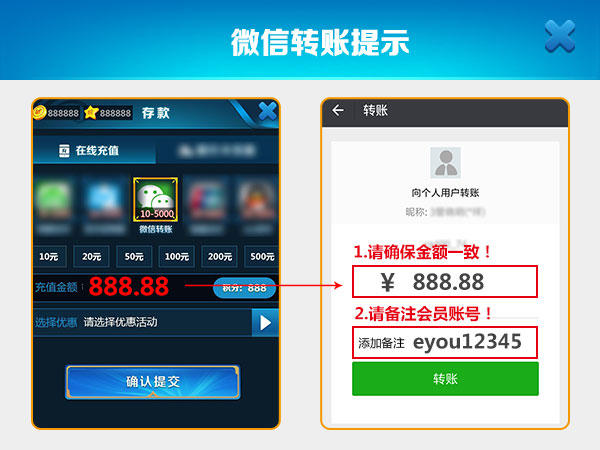 微信转账提示
888888
888888
存款
在线充值
10-5000
微信转账
10元
20元
50元
100元
200元
500元
充值金额：
888.88
积分：888
选择优惠
请选择优惠活动
确认提交
转账
向个人用户转账
昵称:
1.请确保金额一致！
¥ 888.88
2.请备注会员账号！
添加备注 eyou12345
转账